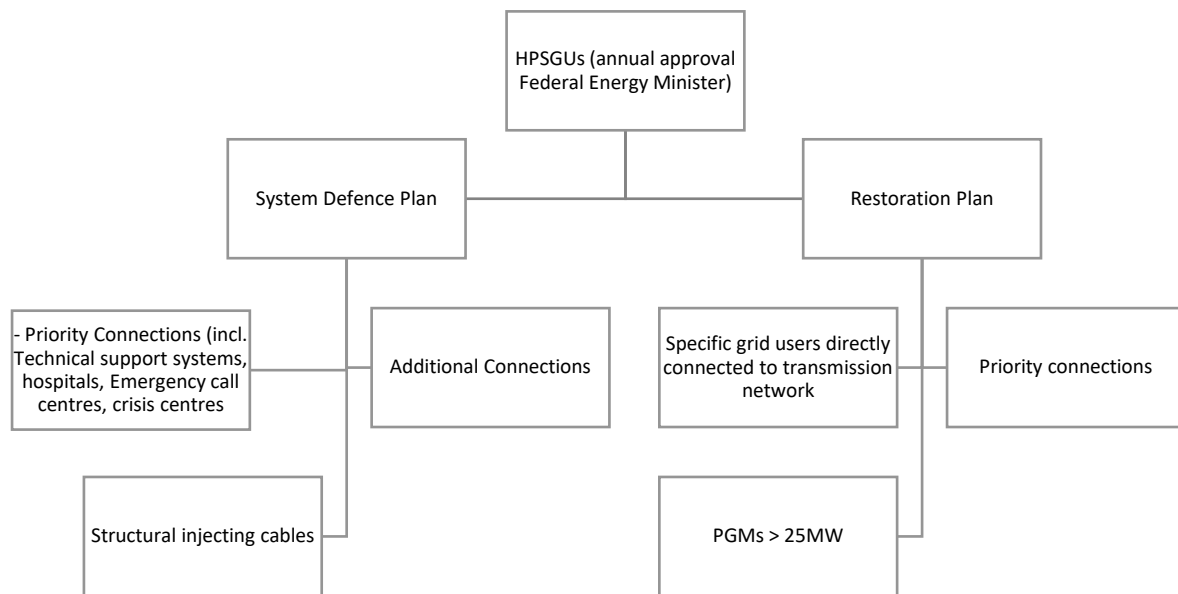 HPSGUs (annual approval
Federal Energy Minister)
System Defence Plan
Restoration Plan
- Priority Connections (incl.
Technical support systems,
hospitals, Emergency call
centres, crisis centres
Additional Connections
Specific grid users directly
connected to transmission
network
Priority connections
Structural injecting cables
PGMs > 25MW